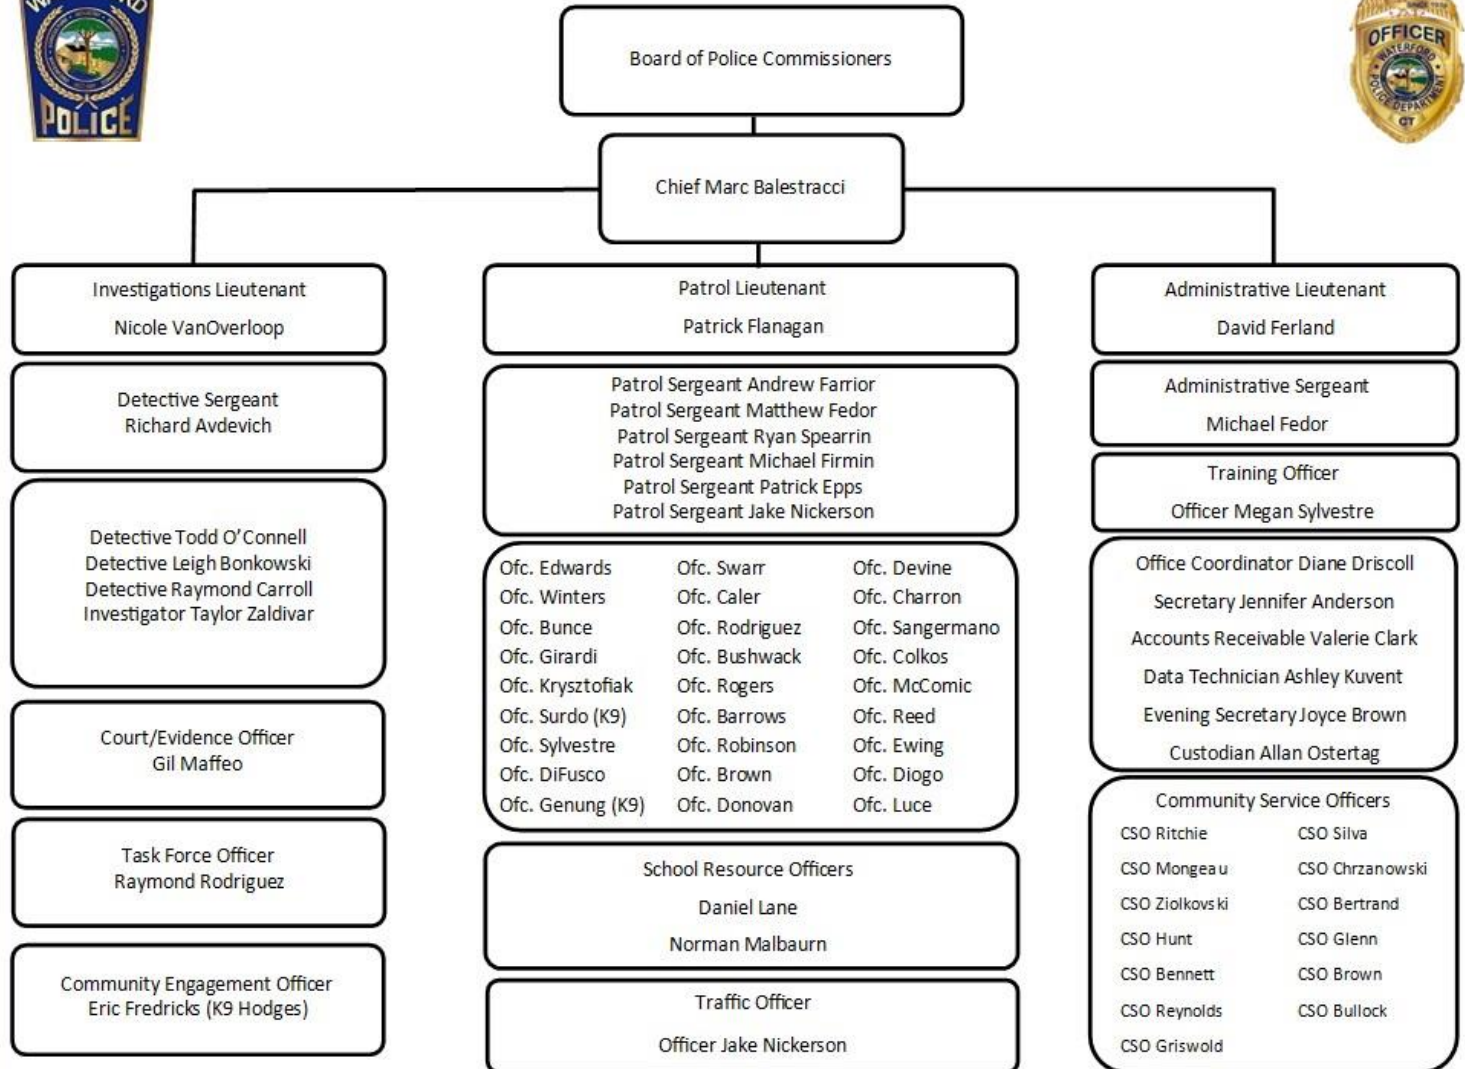 POLICE
SINCE
OFFICER
WATERFORD
POLICE DEPARTMENT
CT
Board of Police Commissioners
Chief Marc Balestracci
Investigations Lieutenant
Nicole VanOverloop
Detective Sergeant
Richard Avdevich
Detective Todd O’Connell
Detective Leigh Bonkowski
Detective Raymond Carroll
Investigator Taylor Zaldivar
Court/Evidence Officer
Gil Maffeo
Task Force Officer
Raymond Rodriguez
Community Engagement Officer
Eric Fredricks (K9 Hodges)
Patrol Lieutenant
Patrick Flanagan
Patrol Sergeant Andrew Farrior
Patrol Sergeant Matthew Fedor
Patrol Sergeant Ryan Spearrin
Patrol Sergeant Michael Firmin
Patrol Sergeant Patrick Epps
Patrol Sergeant Jake Nickerson
Ofc. Edwards Ofc. Swarr Ofc. Devine
Ofc. Winters Ofc. Caler Ofc. Charron
Ofc. Bunce Ofc. Rodriguez Ofc. Sangermano
Ofc. Girardi Ofc. Bushwack Ofc. Colkos
Ofc. Krysztofiak Ofc. Rogers Ofc. McComic
Ofc. Surdo (K9) Ofc. Barrows Ofc. Reed
Ofc. Sylvestre Ofc. Robinson Ofc. Ewing
Ofc. DiFusco Ofc. Brown Ofc. Diogo
Ofc. Genung (K9) Ofc. Donovan Ofc. Luce
School Resource Officers
Daniel Lane
Norman Malbaurn
Traffic Officer
Officer Jake Nickerson
Administrative Lieutenant
David Ferland
Administrative Sergeant
Michael Fedor
Training Officer
Officer Megan Sylvestre
Office Coordinator Diane Driscoll
Secretary Jennifer Anderson
Accounts Receivable Valerie Clark
Data Technician Ashley Kuvent
Evening Secretary Joyce Brown
Custodian Allan Ostertag
Community Service Officers
CSO Ritchie CSO Silva
CSO Mongeau CSO Chrzanowski
CSO Ziolkovski CSO Bertrand
CSO Hunt CSO Glenn
CSO Bennett CSO Brown
CSO Reynolds CSO Bullock
CSO Griswold